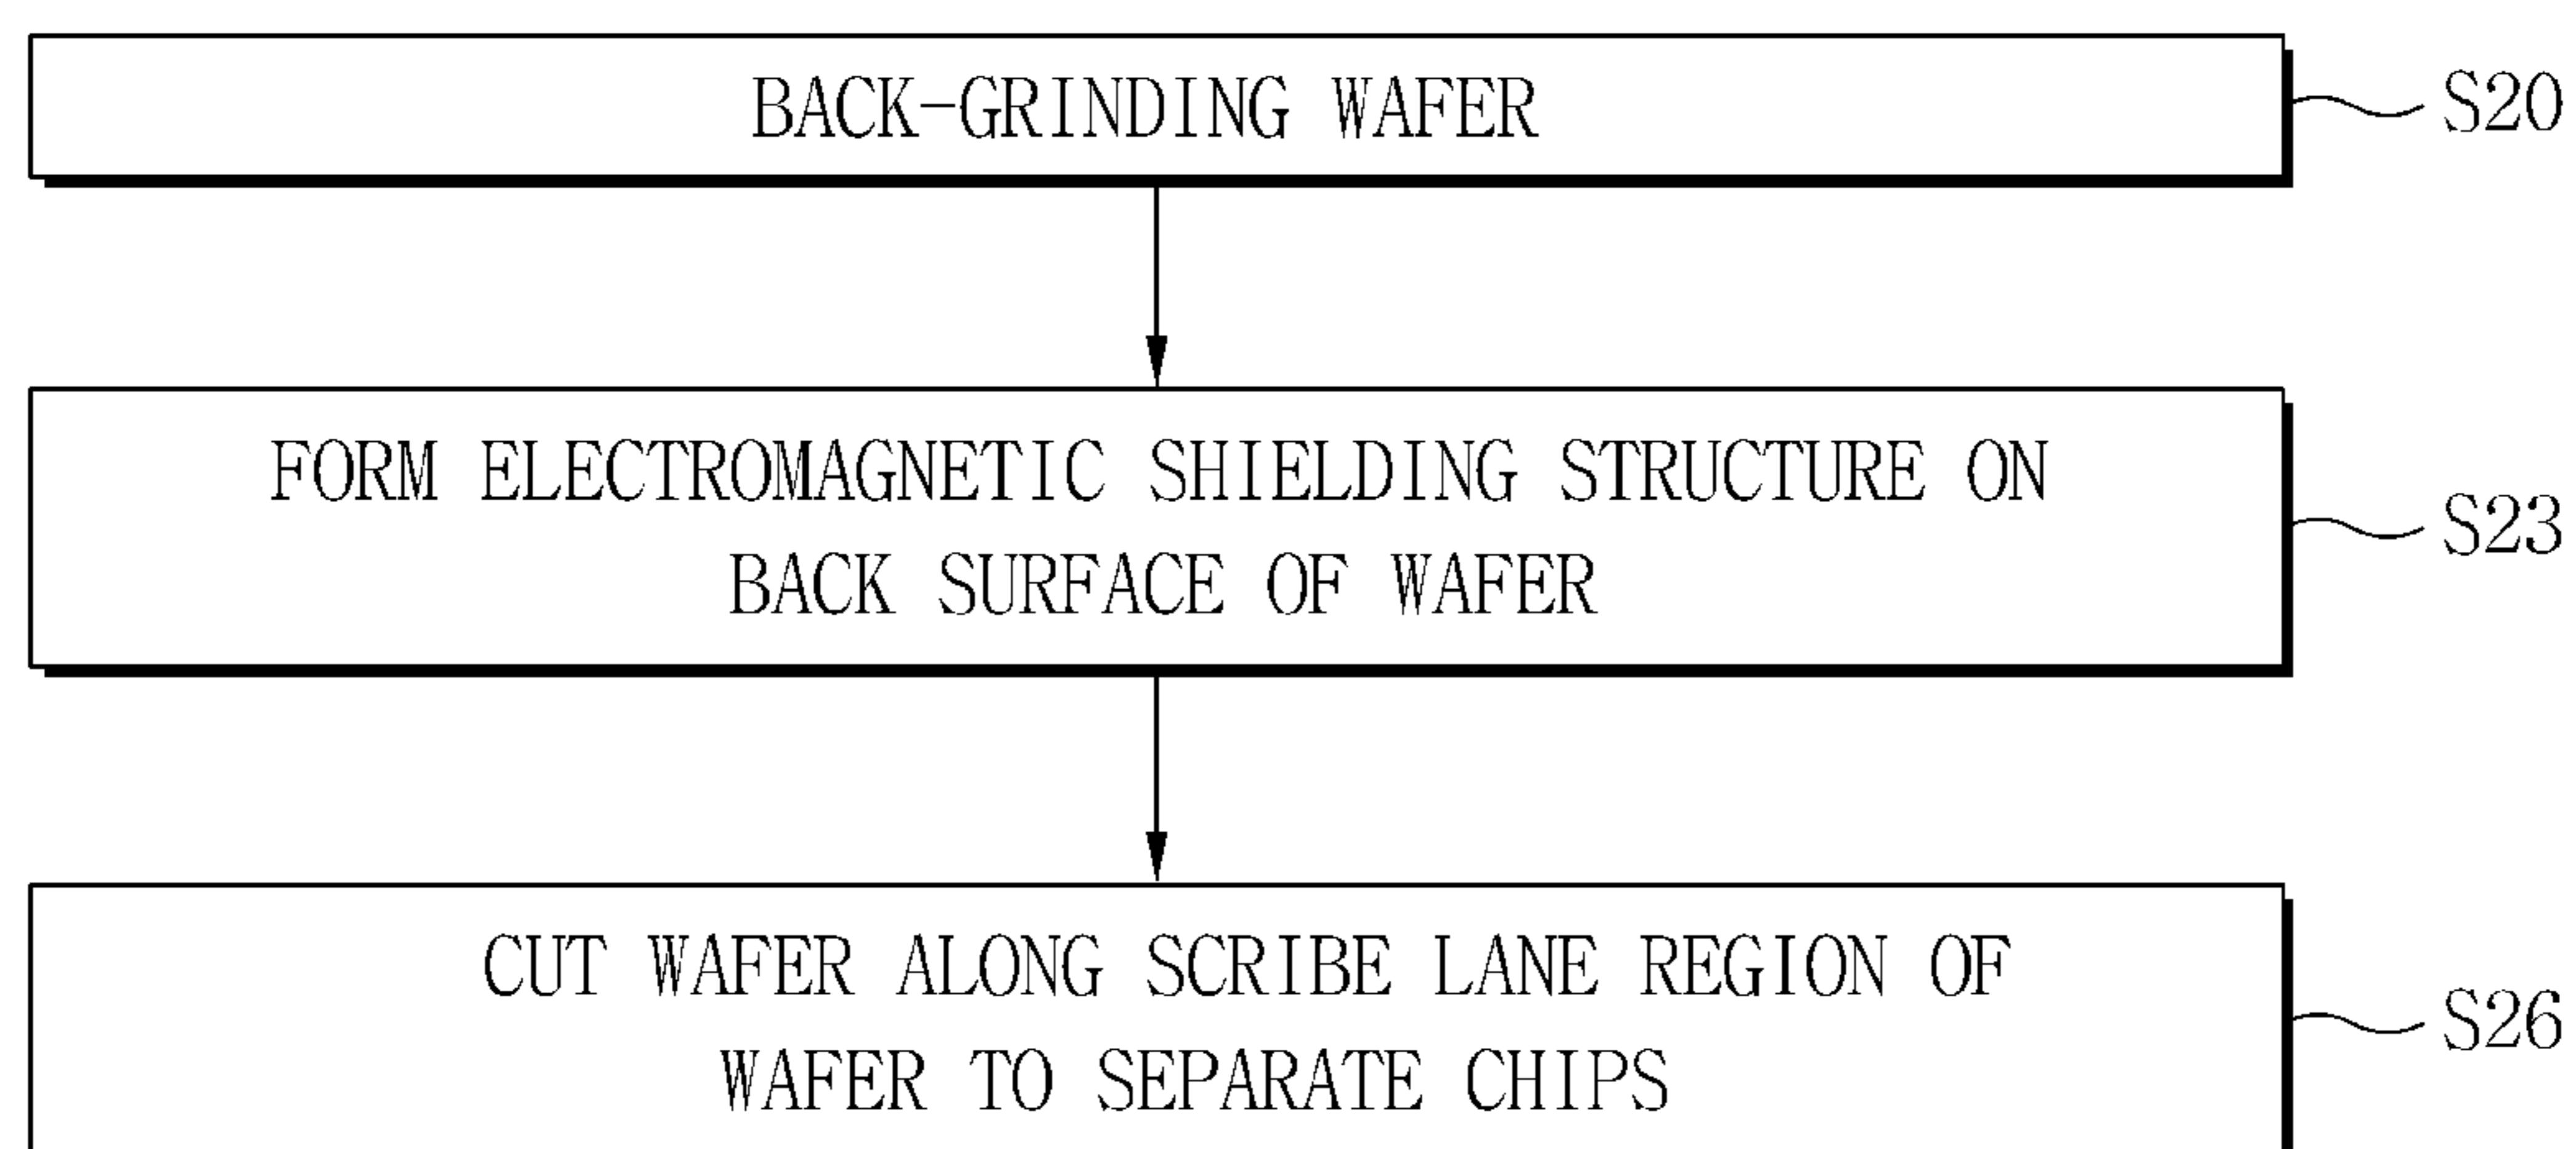 BACK-GRINDING WAFER
S20
FORM ELECTROMAGNETIC SHIELDING STRUCTURE ON
BACK SURFACE OF WAFER
S23
CUT WAFER ALONG SCRIBE LANE REGION OF
WAFER TO SEPARATE CHIPS
S26